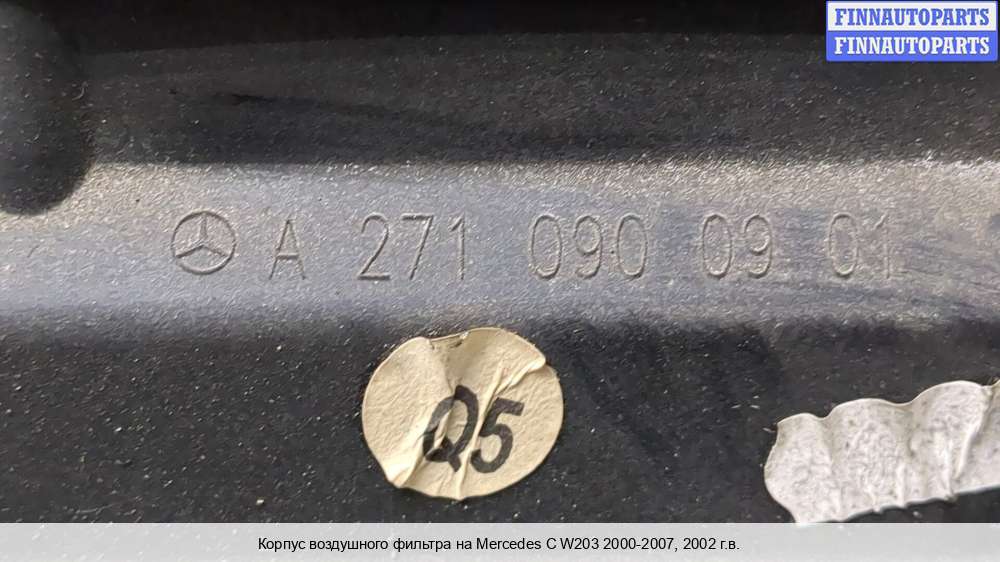 FINNAUTOPARTS
FINNAUTOPARTS
A 271 090 09 01
Q5
Корпус воздушного фильтра на Mercedes C W203 2000-2007, 2002 г.в.